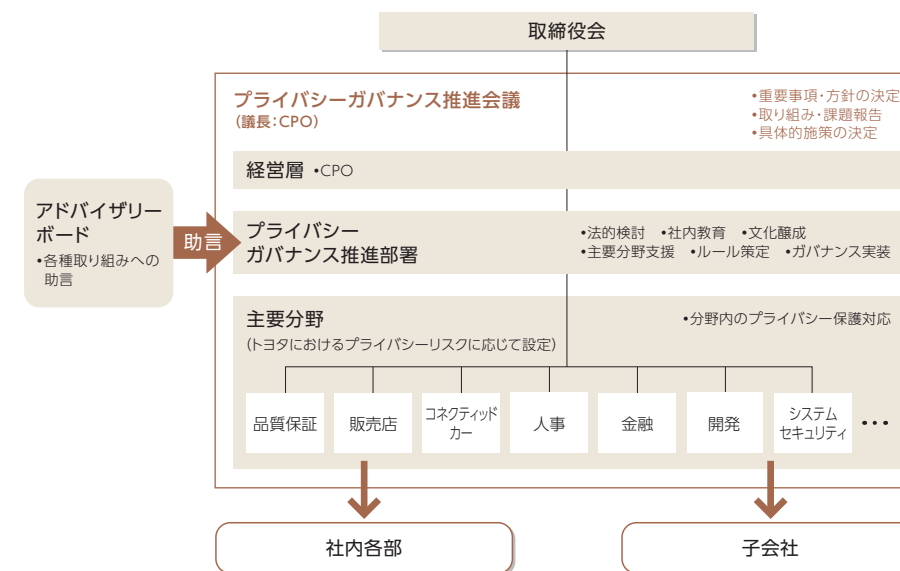 取締役会
プライバシーガバナンス推進会議
(議長:CPO)
•重要事項・方針の決定
•取り組み・課題報告
•具体的施策の決定
経営層 •CPO
アドバイザリー
ボード
•各種取り組みへの
助言
助言
プライバシー
ガバナンス推進部署
•法的検討 •社内教育 •文化醸成
•主要分野支援 •ルール策定 •ガバナンス実装
主要分野
(トヨタにおけるプライバシーリスクに応じて設定)
•分野内のプライバシー保護対応
品質保証
販売店
コネクティッド
カー
人事
金融
開発
システム
セキュリティ
•••
社内各部
子会社